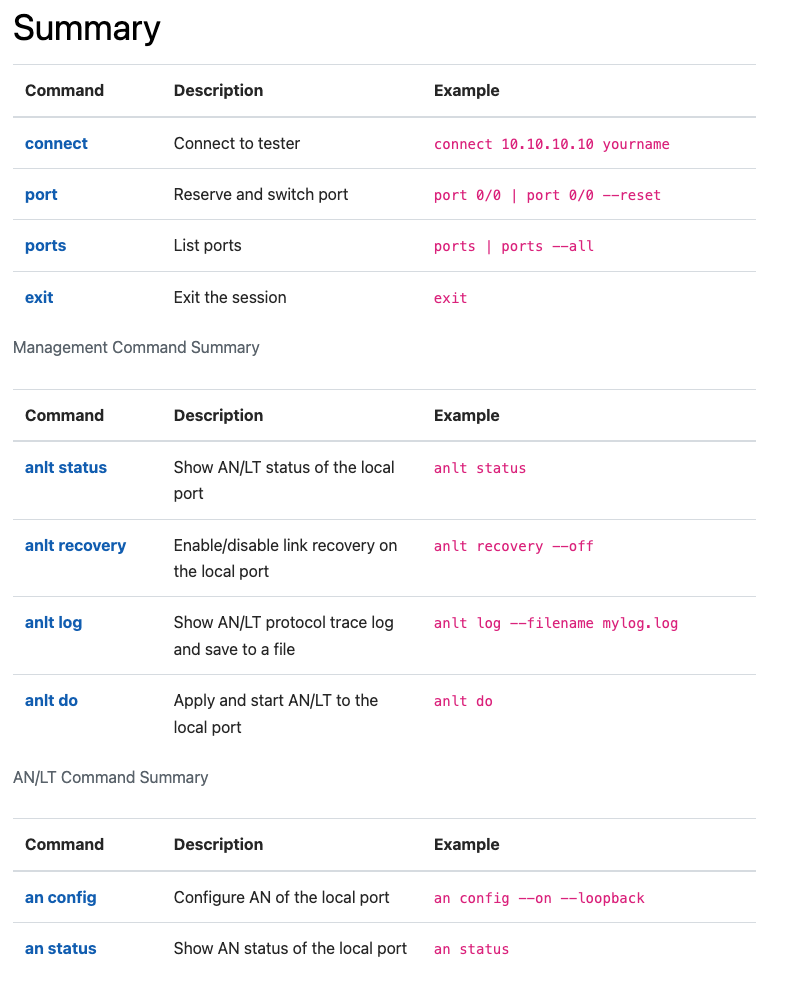 Summary
Command Description Example
connect Connect to tester connect 10.10.10.10 yourname
port Reserve and switch port port 0/0 | port 0/0 --reset
ports List ports ports | ports --all
exit Exit the session exit
Management Command Summary
Command Description Example
anlt status Show AN/LT status of the local anlt status
port
anlt recovery Enable/disable link recovery on anlt recovery --off
the local port
anlt log Show AN/LT protocol trace log anlt log --filename mylog.log
and save to a file
anlt do Apply and start AN/LT to the anlt do
local port
AN/LT Command Summary
Command Description Example
an config Configure AN of the local port an config --on --loopback
an status Show AN status of the local port an status